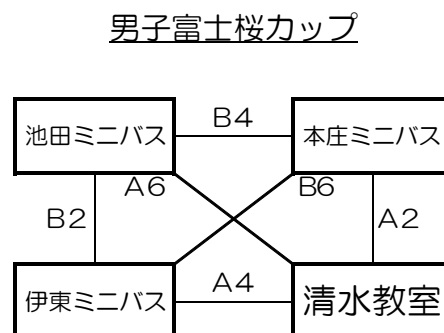 男子富士桜カップ
B4
池田ミニバス 本庄ミニバス
A6 B6
B2 A2
A4
伊東ミニバス 清水教室